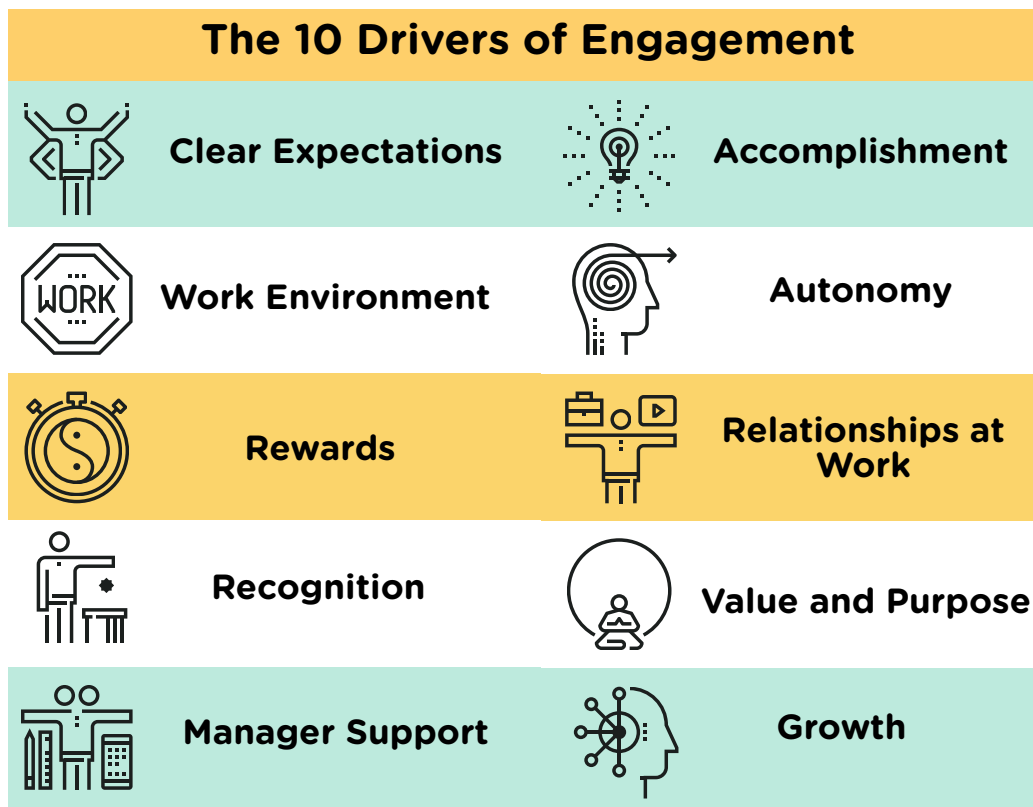 The 10 Drivers of Engagement
Clear Expectations
Accomplishment
WORK
Work Environment
Autonomy
Rewards
Relationships at
Work
Recognition
Value and Purpose
Manager Support
Growth